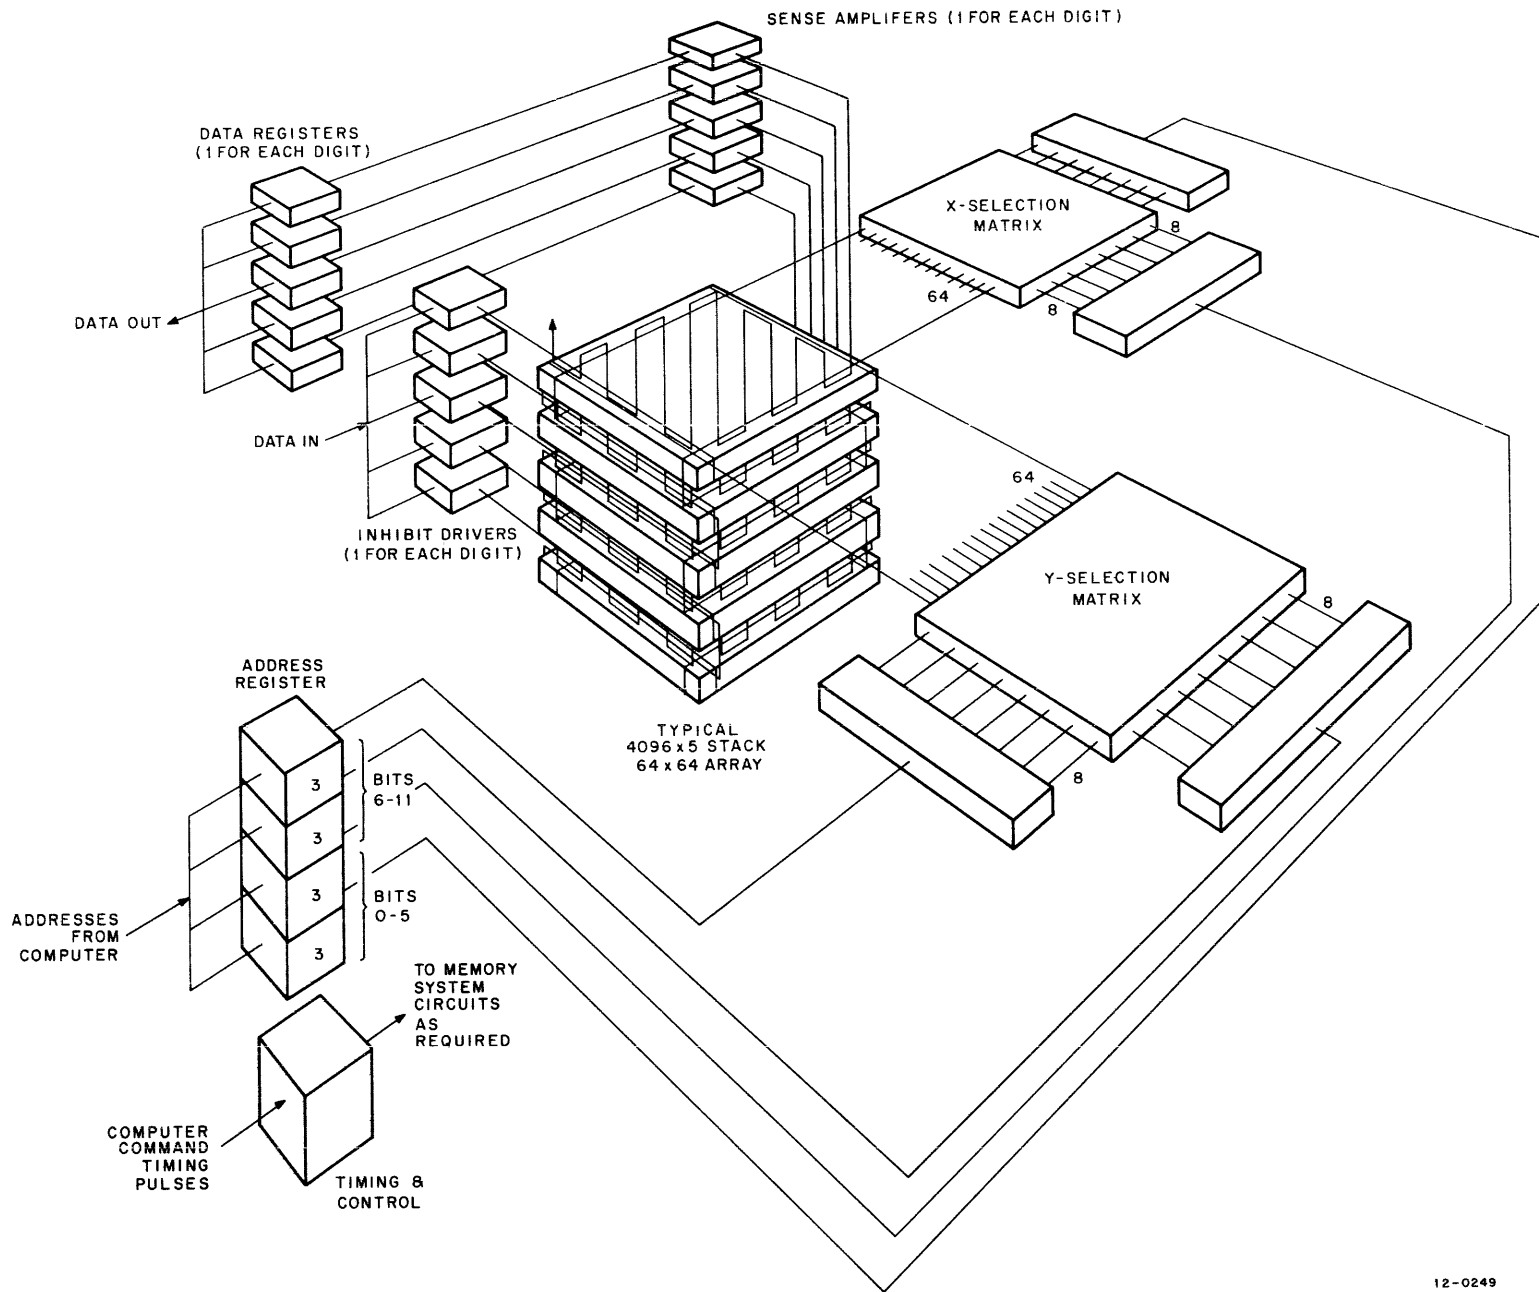 SENSE AMPLIFERS (1 FOR EACH DIGIT)
DATA REGISTERS
(1 FOR EACH DIGIT)
X-SELECTION
MATRIX
8
64
8
DATA OUT
DATA IN
INHIBIT DRIVERS
(1 FOR EACH DIGIT)
64
Y-SELECTION
MATRIX
8
8
TYPICAL
4096 x 5 STACK
64 x 64 ARRAY
ADDRESS
REGISTER
3
BITS
6-11
3
3
BITS
0-5
3
ADDRESSES
FROM
COMPUTER
TO MEMORY
SYSTEM
CIRCUITS
AS
REQUIRED
COMPUTER
COMMAND
TIMING
PULSES
TIMING &
CONTROL
12-0249